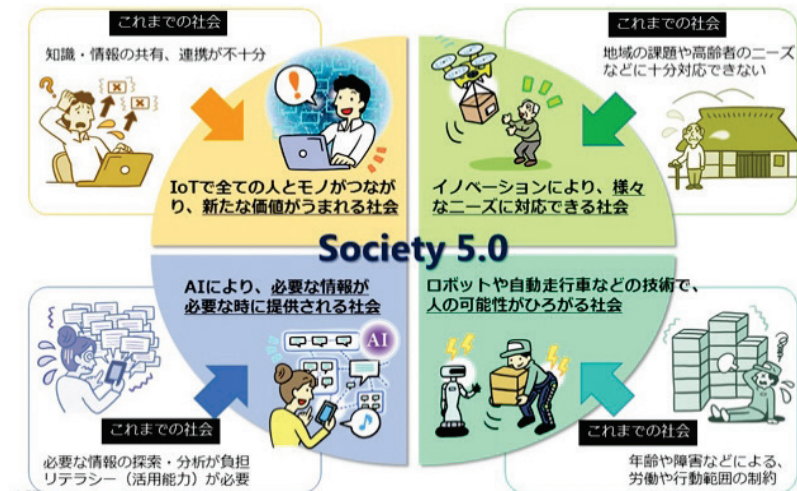 これまでの社会
知識・情報の共有、連携が不十分
IoTで全ての人とモノがつなが
り、新たな価値がうまれる社会
これまでの社会
地域の課題や高齢者のニーズ
などに十分対応できない
イノベーションにより、様々
なニーズに対応できる社会
Society 5.0
AIにより、必要な情報が
必要な時に提供される社会
AI
これまでの社会
必要な情報の探索・分析が負担
リテラシー（活用能力）が必要
ロボットや自動走行車などの技術で、
人の可能性がひろがる社会
これまでの社会
年齢や障害などによる、
労働や行動範囲の制約